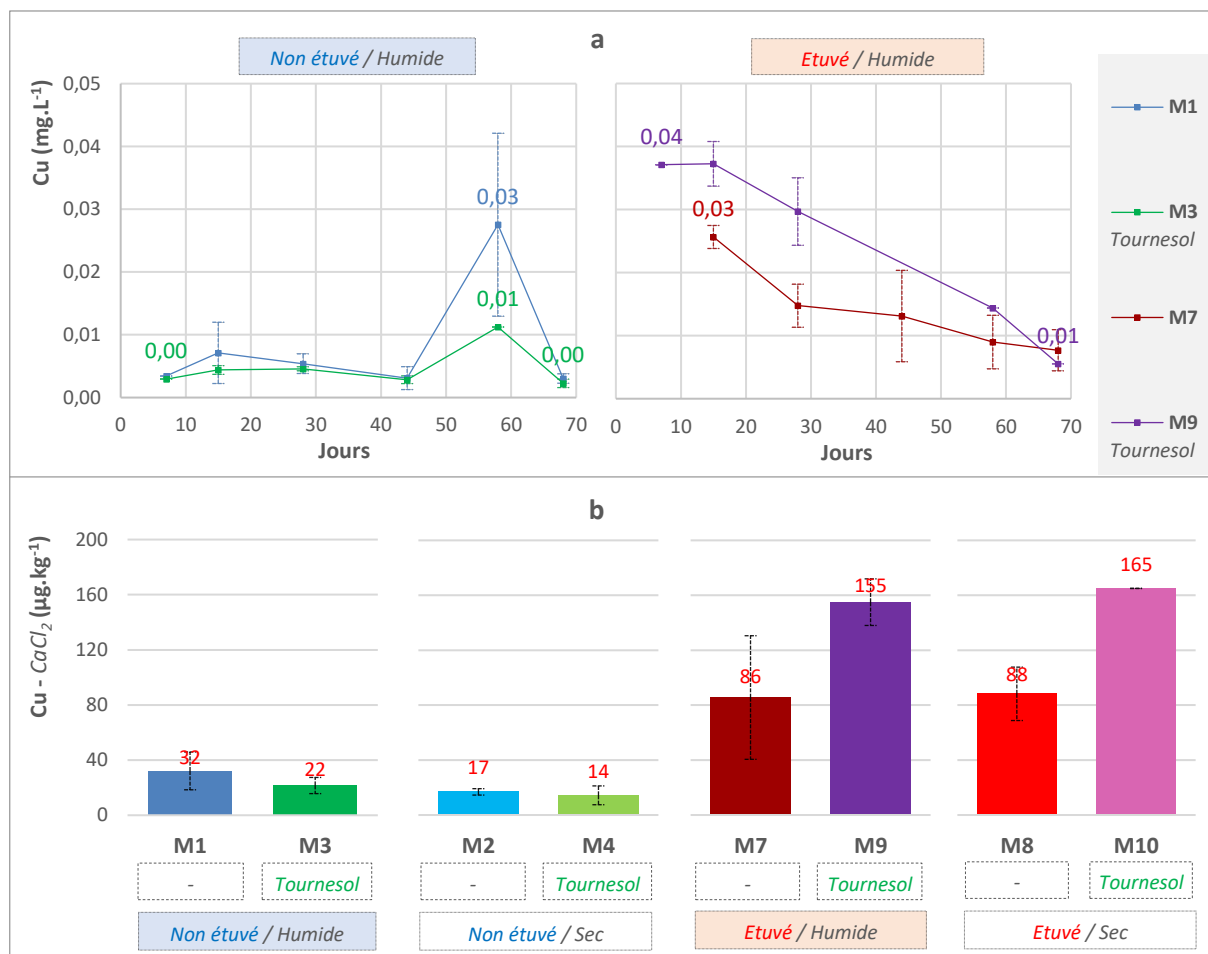 a
Non étuvé / Humide
Etuvé / Humide
Cu (mg.L-1)
0,05
0,04
0,03
0,02
0,01
0,00
0,00
0,03
0,01
0,00
0 10 20 30 40 50 60 70
Jours
0,04
0,03
0,01
0 10 20 30 40 50 60 70
Jours
M1
M3
Tournesol
M7
M9
Tournesol
b
Cu - CaCl2 (µg.kg-1)
200
160
120
80
40
0
32 22 17 14 86 155 88 165
M1 M3 M2 M4 M7 M9 M8 M10
- Tournesol - Tournesol - Tournesol - Tournesol
Non étuvé / Humide Non étuvé / Sec Etuvé / Humide Etuvé / Sec